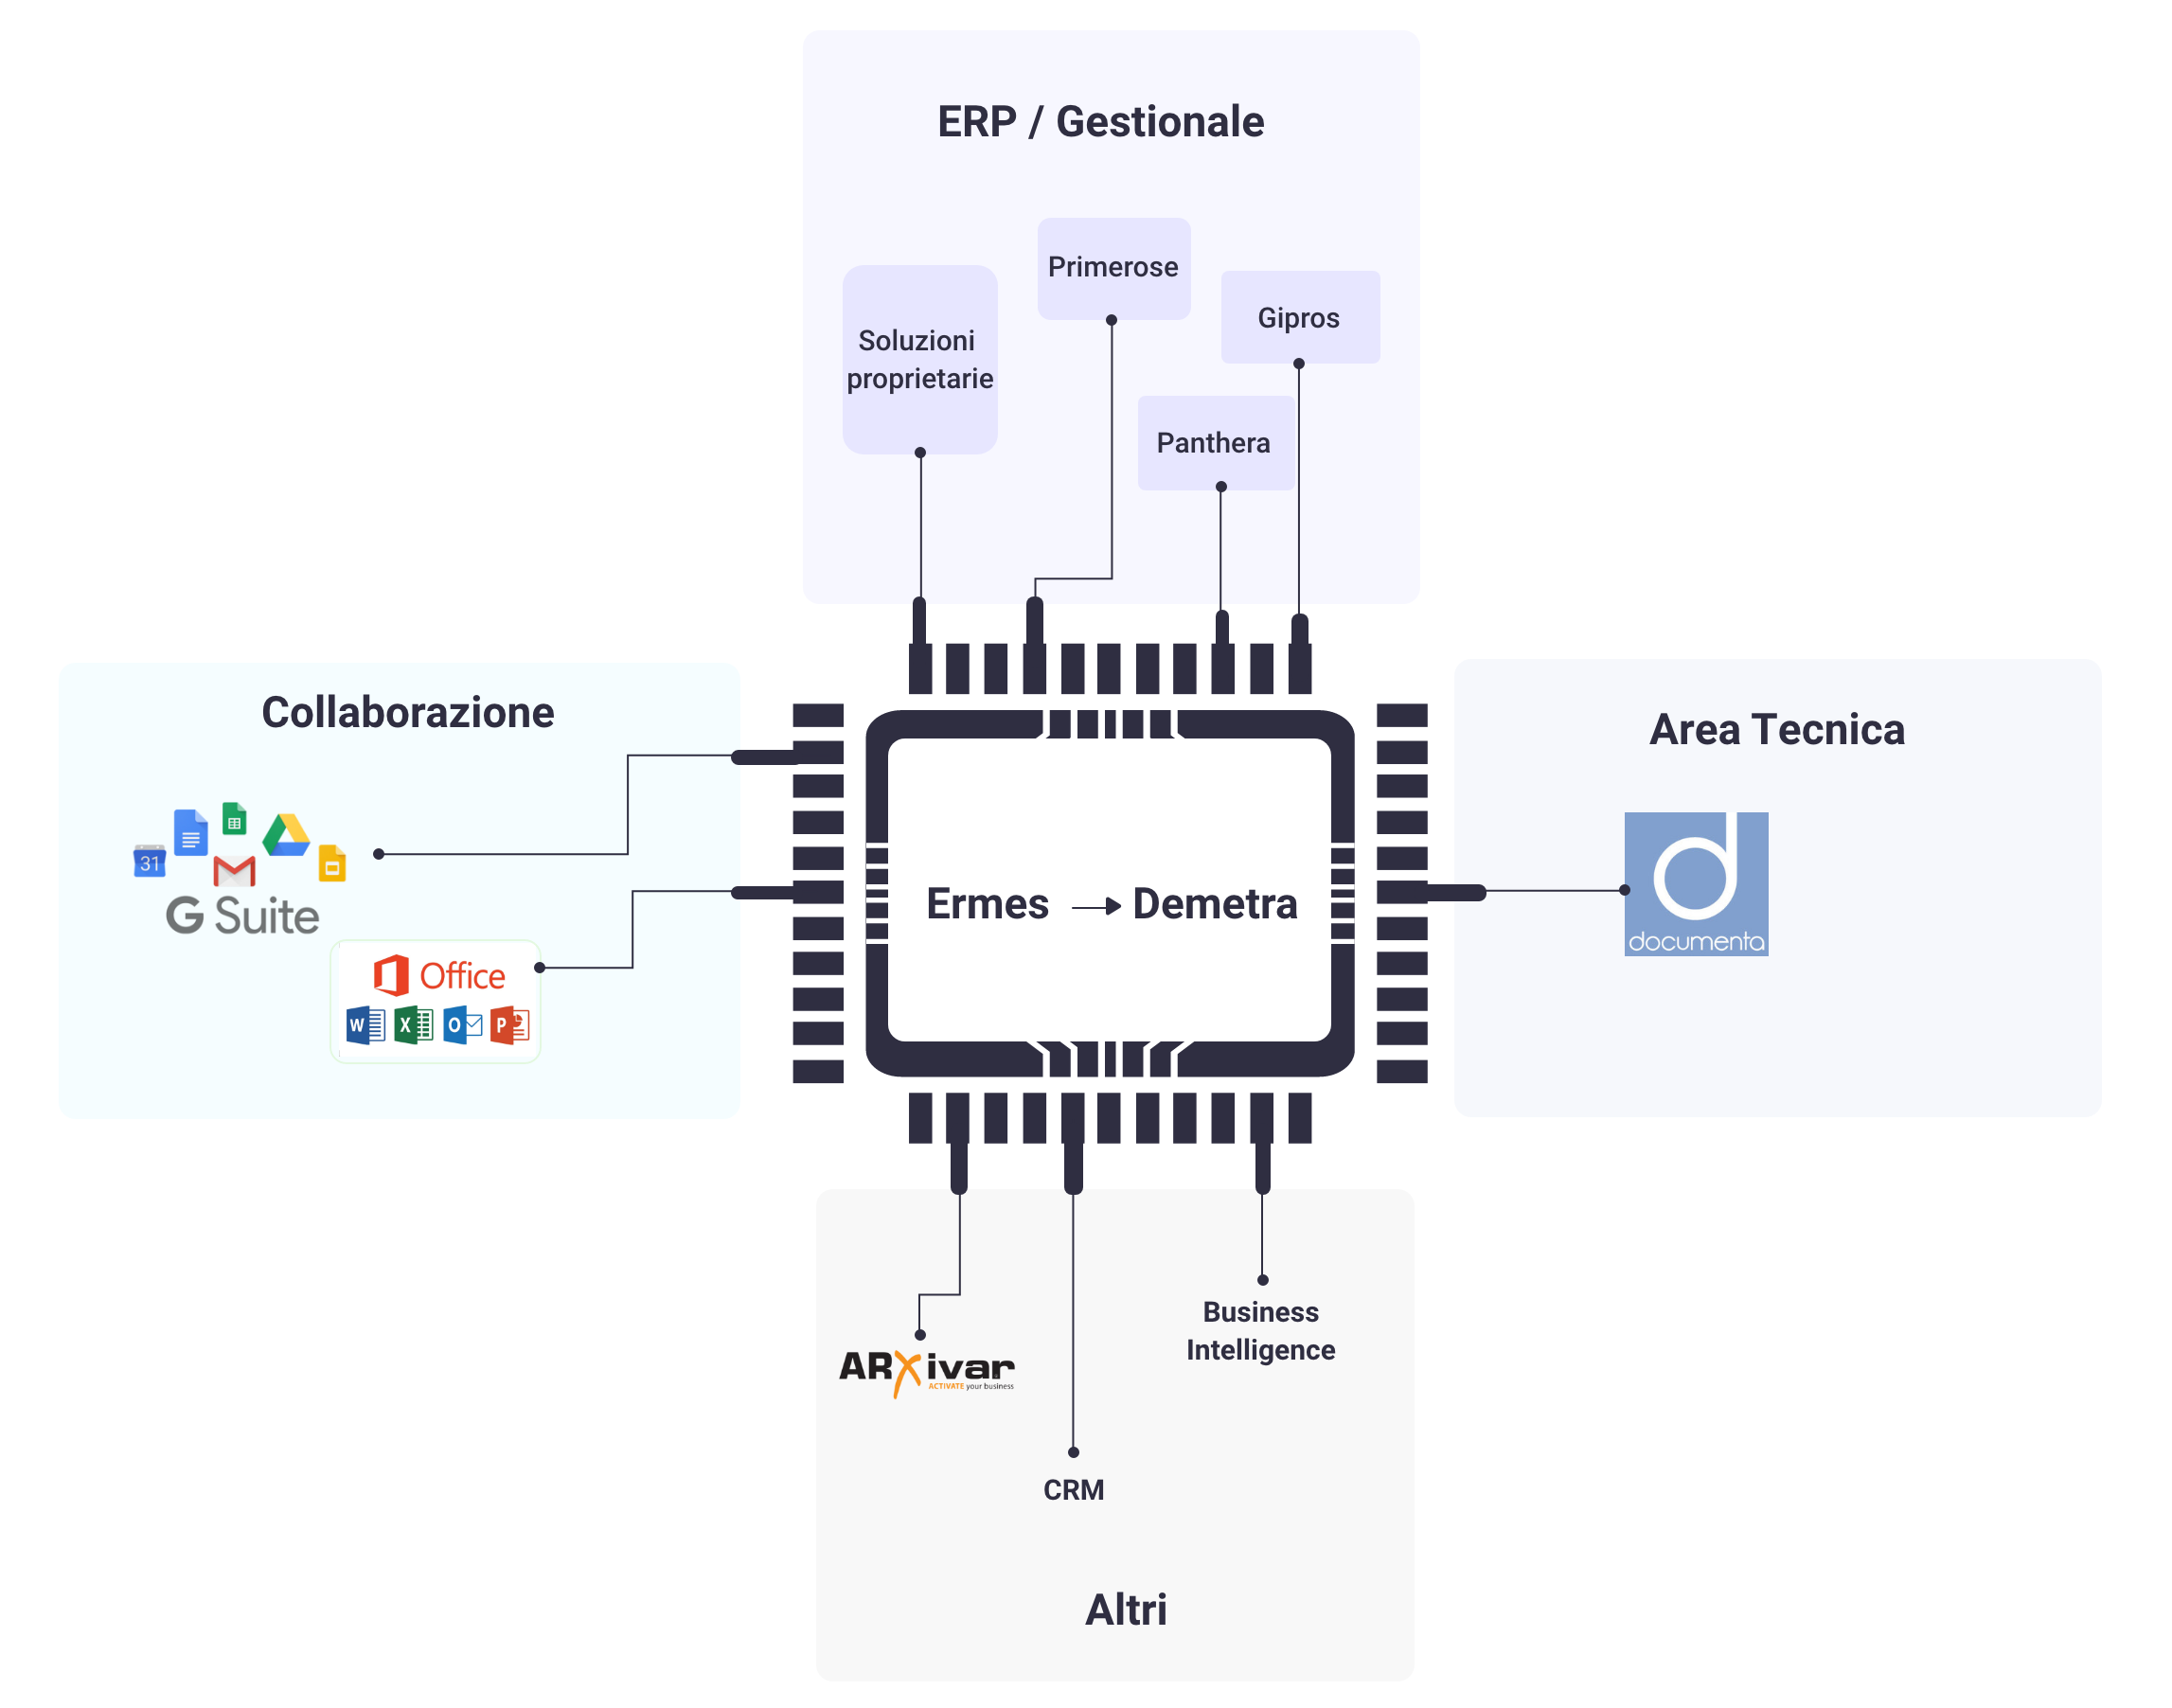 ERP / Gestionale
Primerose
Soluzioni
proprietarie
Gipros
Panthera
Collaborazione
31
G Suite
Office
W
X
O
P
Ermes
Demetra
Area Tecnica
documenta
ARXivar
ACTIVATE your business
Business
Intelligence
CRM
Altri